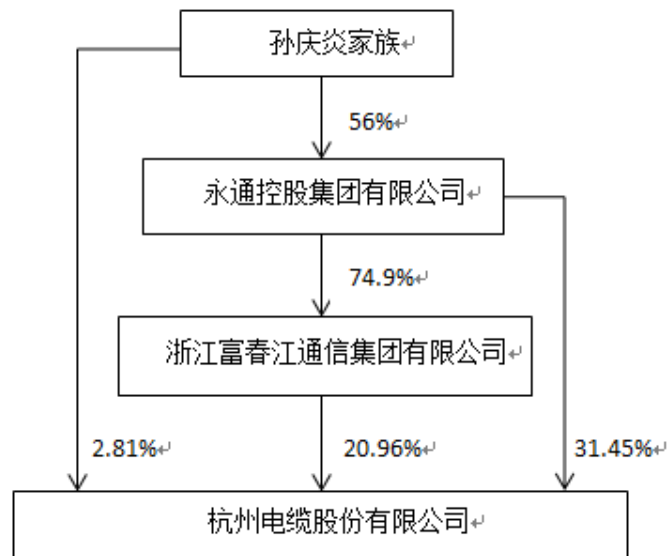 孙庆炎家族
56%
永通控股集团有限公司
74.9%
浙江富春江通信集团有限公司
2.81%
20.96%
31.45%
杭州电缆股份有限公司